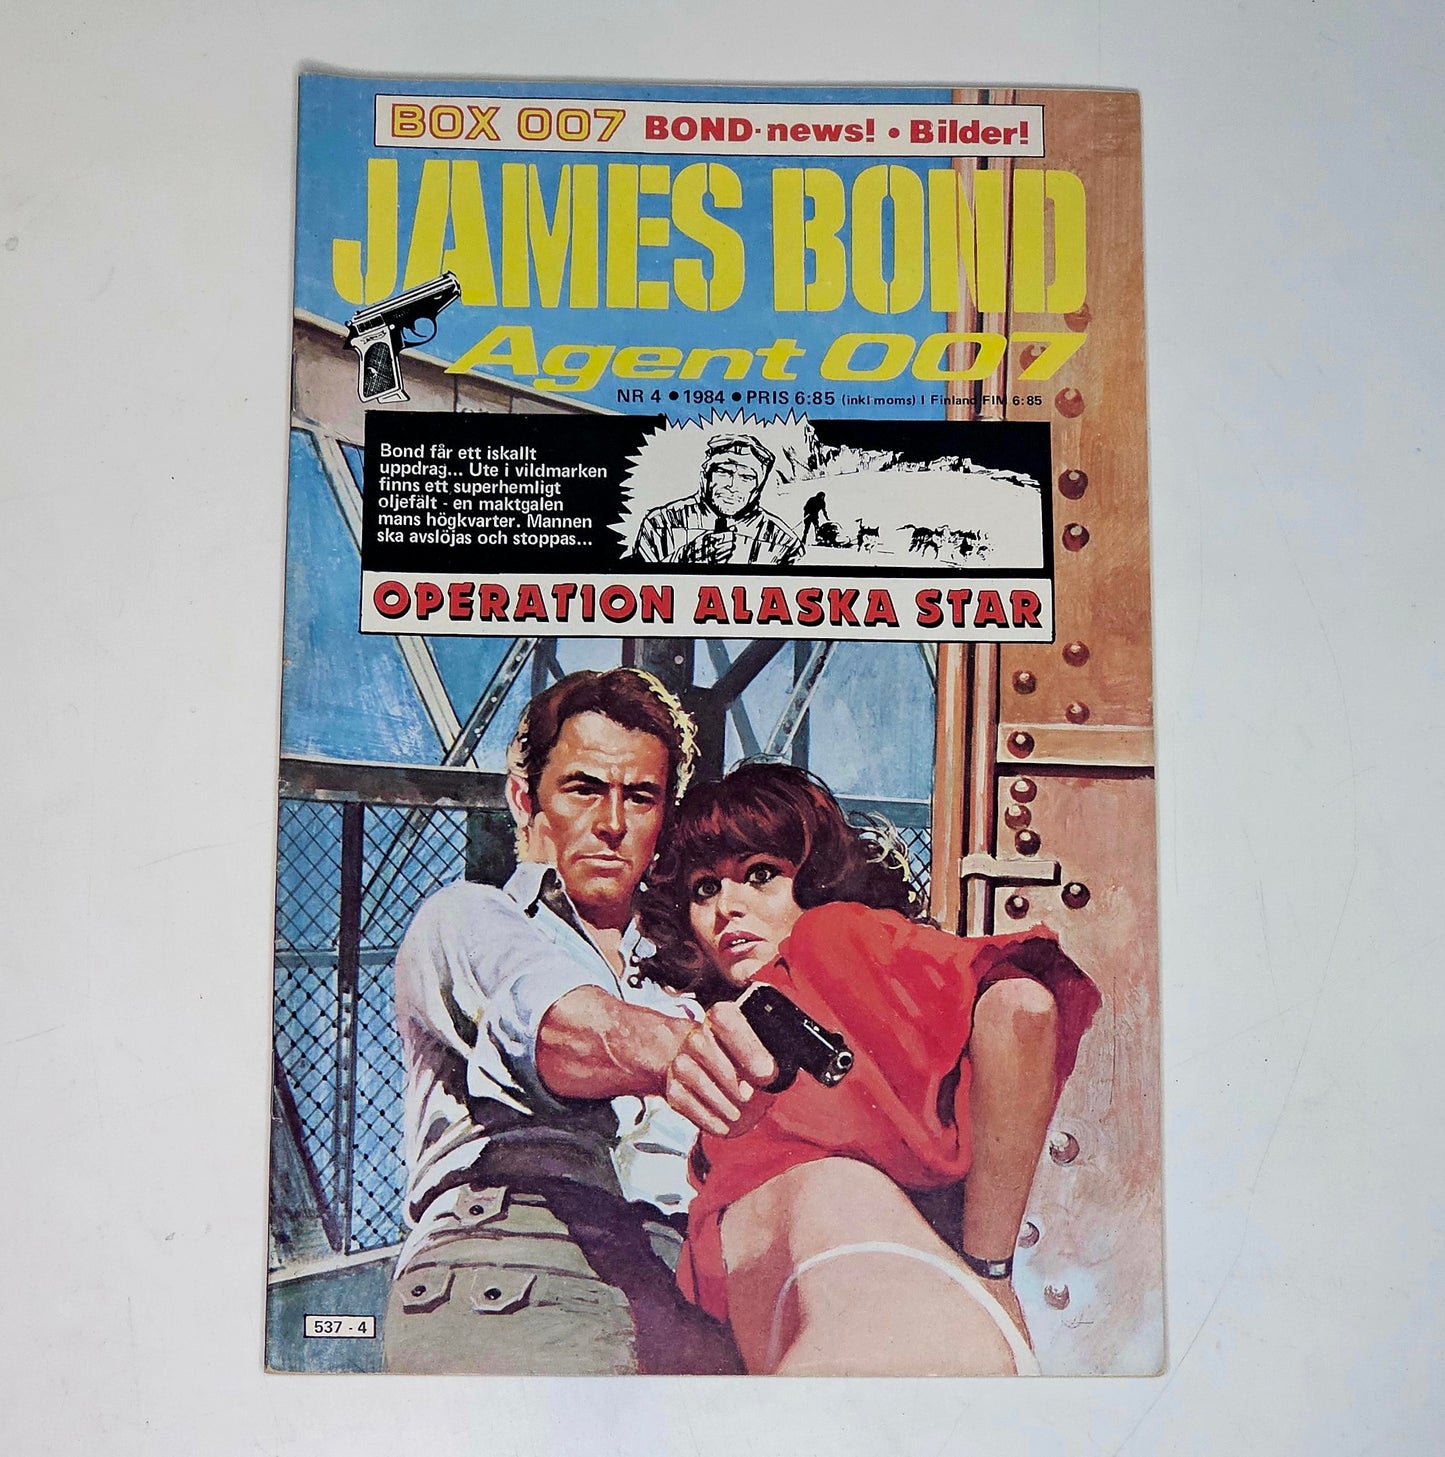 BOX 007 BOND-news! • Bilder!
JAMES BOND
Agent 007
NR 4 • 1984 • PRIS 6:85 (inkl moms) I Finland FIM 6:85
Bond får ett iskallt
uppdrag... Ute i vildmarken
finns ett superhemligt
oljefält - en maktgalen
mans högkvarter. Mannen
ska avslöjas och stoppas...
OPERATION ALASKA STAR
537 - 4